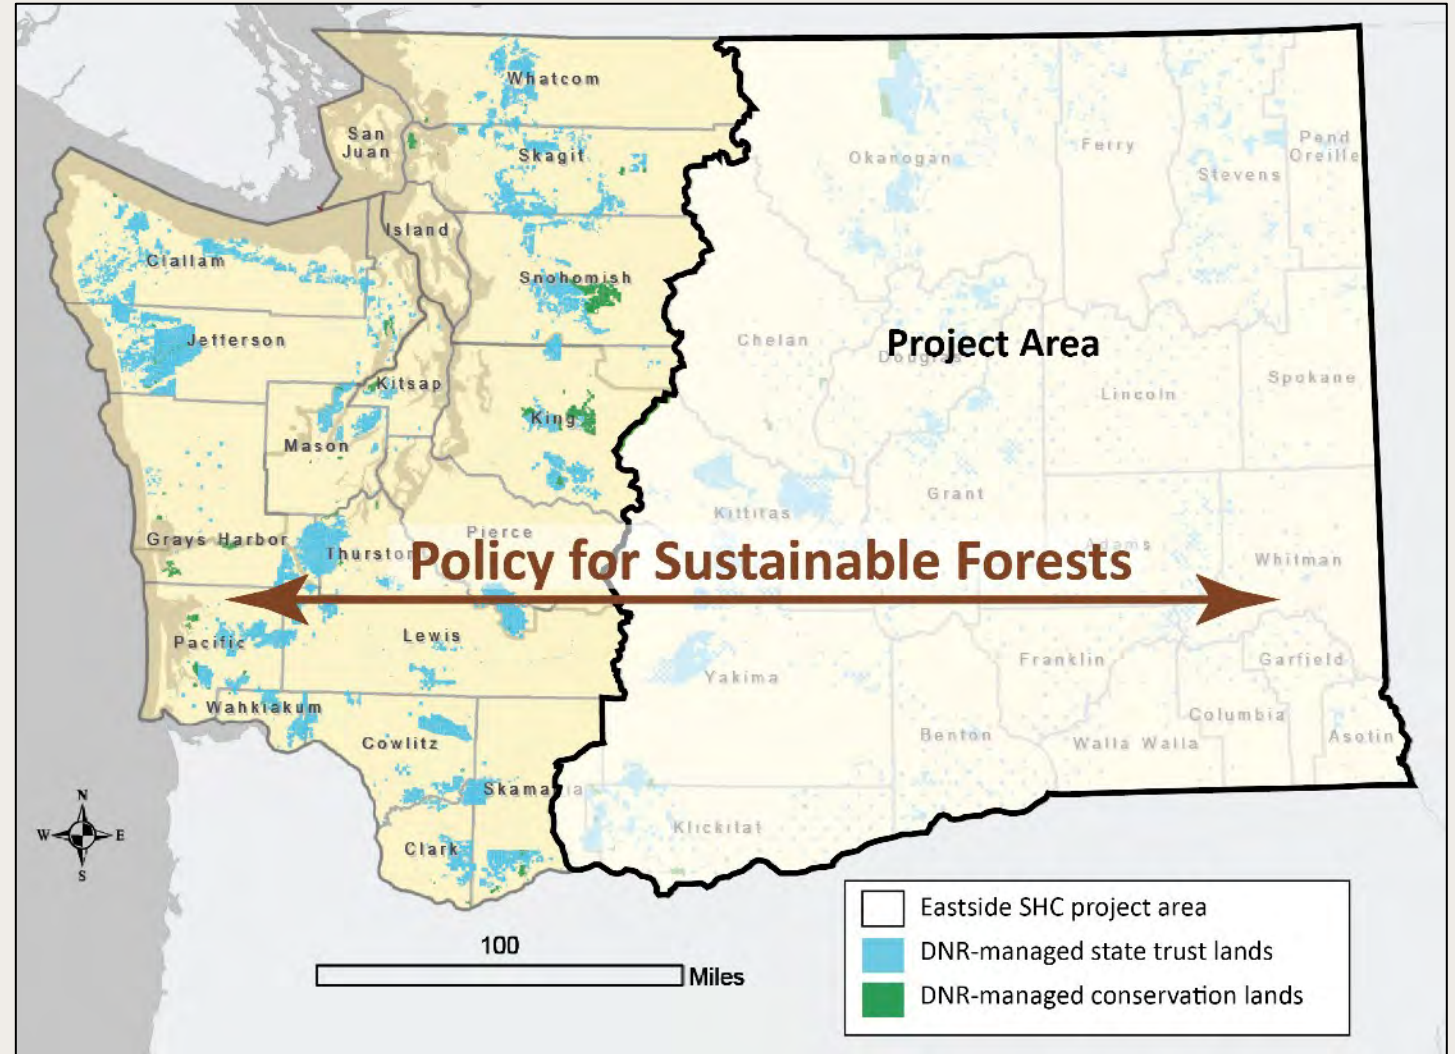 Whatcom
San
Juan
Skagit
Okanogan
Ferry
Pend
Oreille
Stevens
Island
Clallam
Snohomish
Jefferson
Chelan
Project Area
Douglas
Kitsap
Spokane
Lincoln
King
Mason
Grant
Kittitas
Pierce
Grays Harbor
Thurston
Adams
Whitman
Policy for Sustainable Forests
Pacific
Lewis
Franklin
Garfield
Yakima
Wahkiakum
Columbia
Cowlitz
Benton
Walla Walla
Asotin
Skamania
N
W
E
S
Klickitat
Clark
100
Miles
Eastside SHC project area
DNR-managed state trust lands
DNR-managed conservation lands